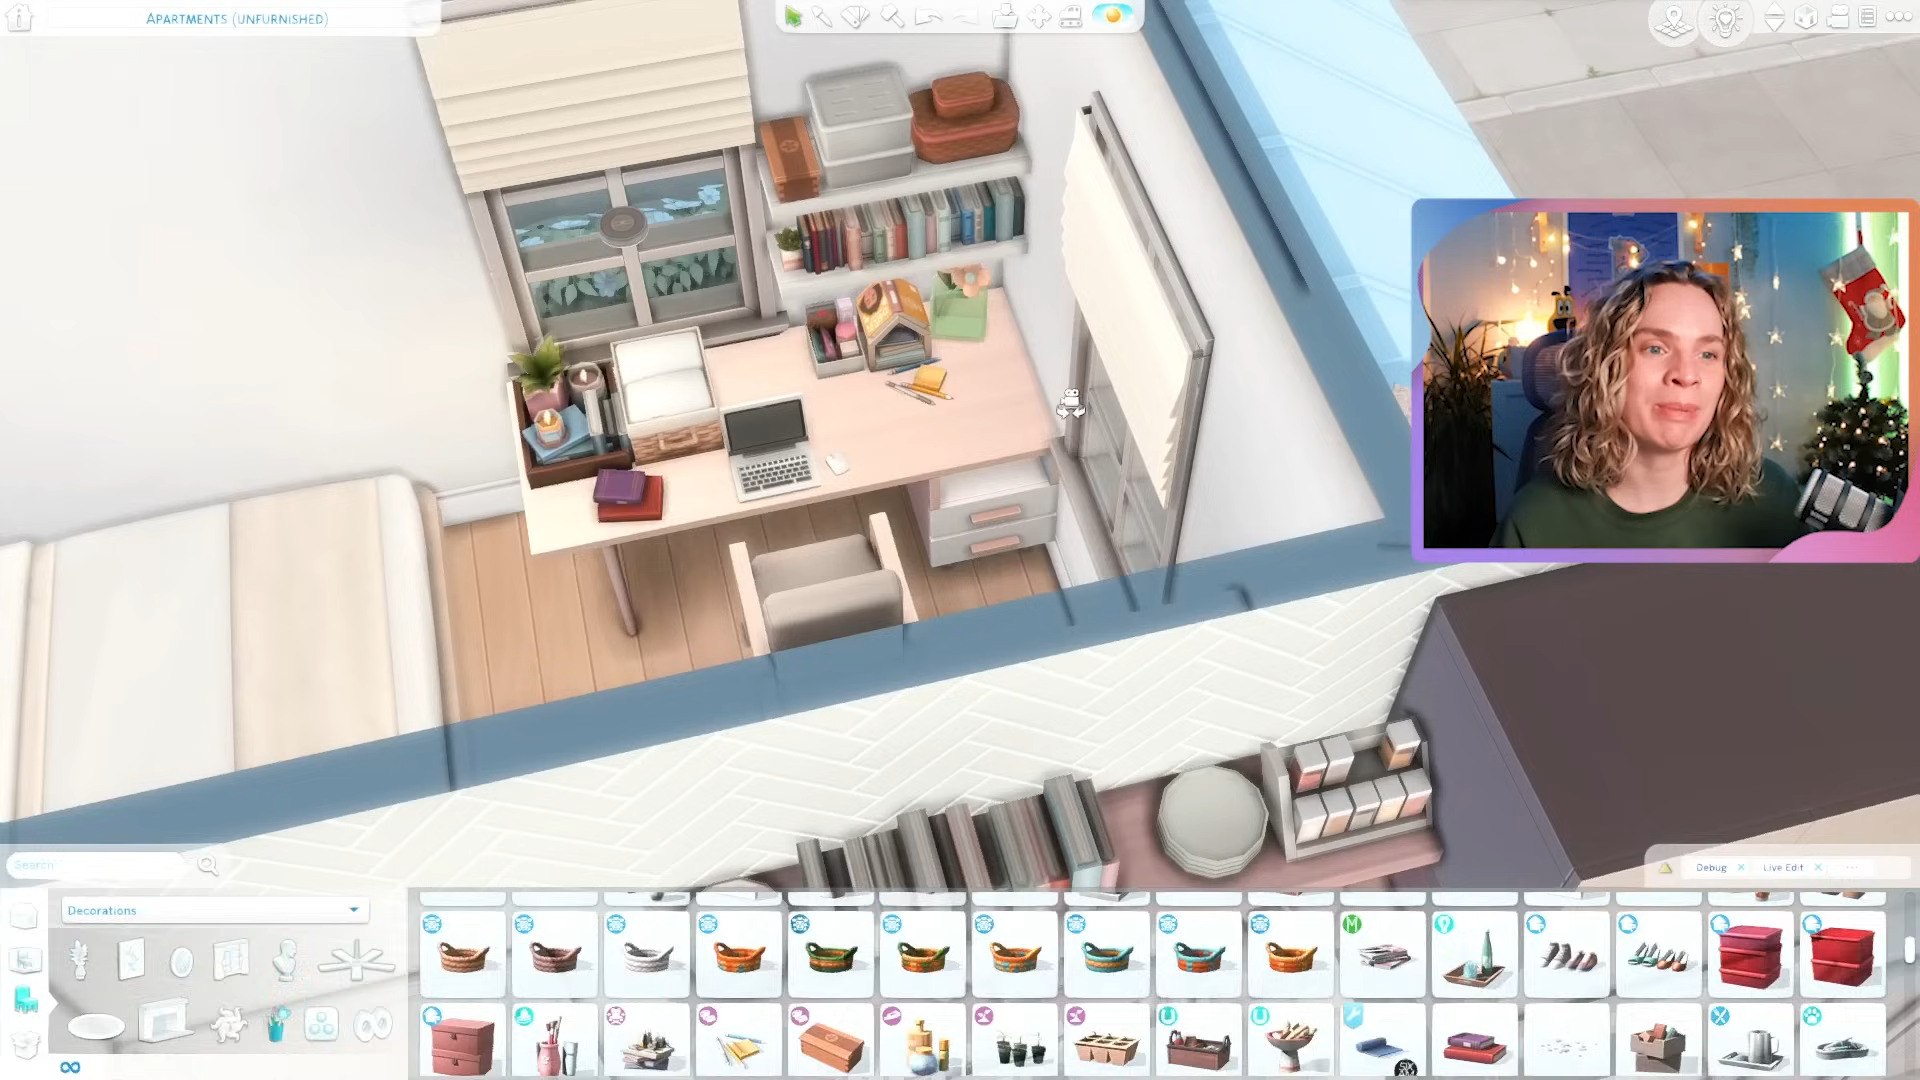 APARTMENTS (UNFURNISHED)
Search
Debug
Live Edit
Decorations
M